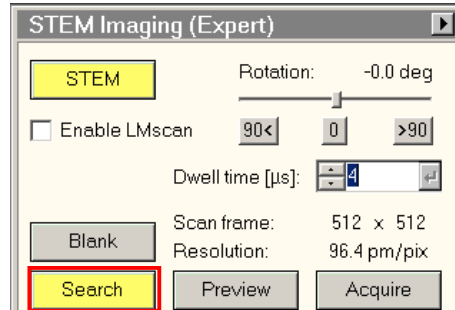 STEM Imaging (Expert)
STEM Rotation: -0.0 deg
Enable LMscan 90< 0 >90
Dwell time [µs]: 4
Scan frame: 512 x 512
Blank Resolution: 96.4 pm/pix
Search Preview Acquire